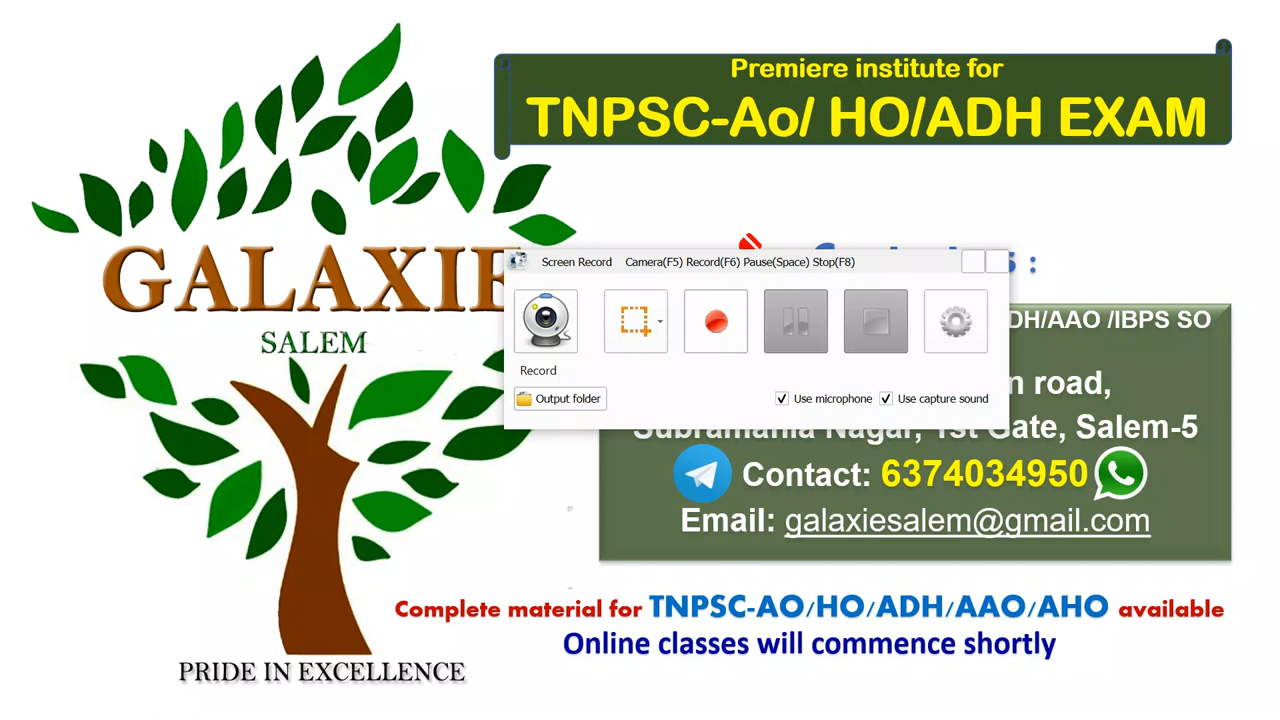 Premiere institute for
TNPSC-Ao/ HO/ADH EXAM
GALAXIE
SALEM
Screen Record Camera(F5) Record(F6) Pause(Space) Stop(F8)
Record
Output folder
Use microphone Use capture sound
DH/AAO /IBPS SO
road,
Subramania Nagar, 1st Gate, Salem-5
Contact: 6374034950
Email: galaxiesalem@gmail.com
Complete material for TNPSC-AO/HO/ADH/AAO/AHO available
Online classes will commence shortly
PRIDE IN EXCELLENCE